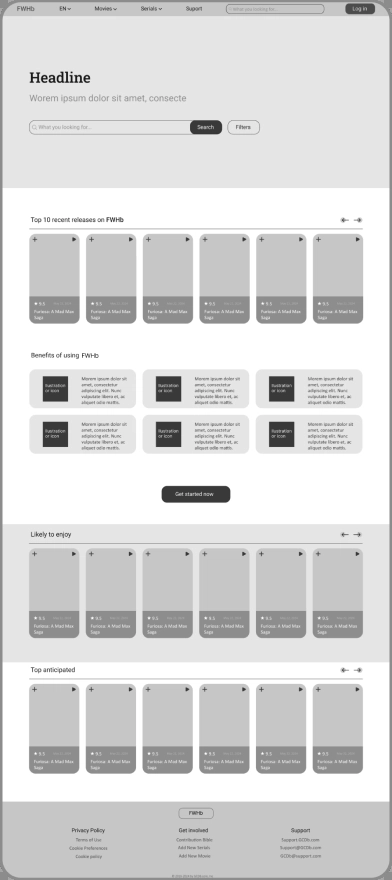 FWHb EN Movies Serials Suport What you looking for... Log in
Headline
Worem ipsum dolor sit amet, consecte
What you looking for... Search Filters
Top 10 recent releases on FWHb
9.5 9.5 9.5 9.5 9.5 9.5
Furiosa: A Mad Max Furiosa: A Mad Max Furiosa: A Mad Max Furiosa: A Mad Max Furiosa: A Mad Max Furiosa: A Mad Max
Saga Saga Saga Saga Saga Saga
Benefits of using FWHb
Ilustration
or icon
Morem ipsum dolor sit
amet, consectetur
adipiscing elit. Nunc
vulputate libero et, ac
aliquet odio mattis.
Ilustration
or icon
Morem ipsum dolor sit
amet, consectetur
adipiscing elit. Nunc
vulputate libero et, ac
aliquet odio mattis.
Ilustration
or icon
Morem ipsum dolor sit
amet, consectetur
adipiscing elit. Nunc
vulputate libero et, ac
aliquet odio mattis.
Ilustration
or icon
Morem ipsum dolor sit
amet, consectetur
adipiscing elit. Nunc
vulputate libero et, ac
aliquet odio mattis.
Ilustration
or icon
Morem ipsum dolor sit
amet, consectetur
adipiscing elit. Nunc
vulputate libero et, ac
aliquet odio mattis.
Ilustration
or icon
Morem ipsum dolor sit
amet, consectetur
adipiscing elit. Nunc
vulputate libero et, ac
aliquet odio mattis.
Get started now
Likely to enjoy
9.5 9.5 9.5 9.5 9.5 9.5
Furiosa: A Mad Max Furiosa: A Mad Max Furiosa: A Mad Max Furiosa: A Mad Max Furiosa: A Mad Max Furiosa: A Mad Max
Saga Saga Saga Saga Saga Saga
Top anticipated
9.5 9.5 9.5 9.5 9.5 9.5
Furiosa: A Mad Max Furiosa: A Mad Max Furiosa: A Mad Max Furiosa: A Mad Max Furiosa: A Mad Max Furiosa: A Mad Max
Saga Saga Saga Saga Saga Saga
FWHb
Privacy Policy Get involved Support
Terms of Use Contribution Bible Support GCDb.com
Cookie Preferences Add New Serials Support@GCDb.com
Cookie policy Add New Movie GCDb@support.com